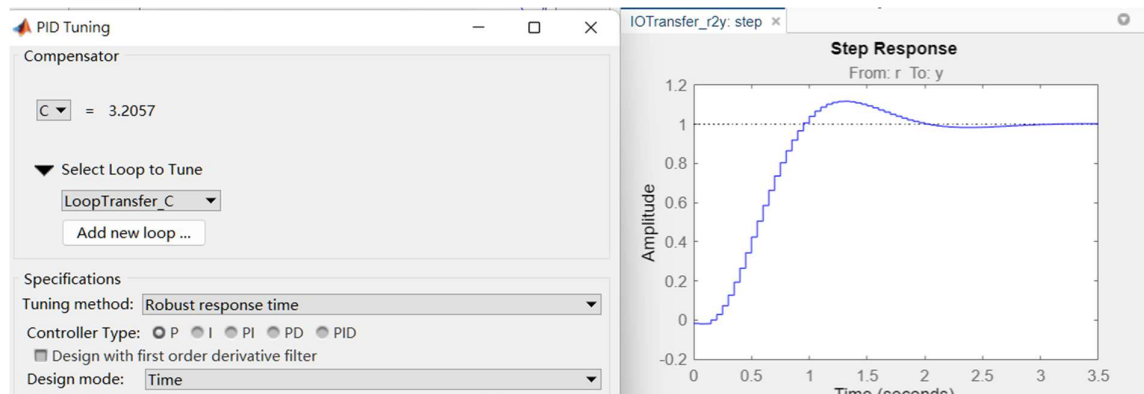 PID Tuning
Compensator
C = 3.2057
Select Loop to Tune
LoopTransfer_C
Add new loop ...
Specifications
Tuning method: Robust response time
Controller Type: P I PI PD PID
Design with first order derivative filter
Design mode: Time
IOTransfer_r2y: step
Step Response
From: r To: y
Amplitude
1.2
1
0.8
0.6
0.4
0.2
0
-0.2
0 0.5 1 1.5 2 2.5 3 3.5
Time (seconds)